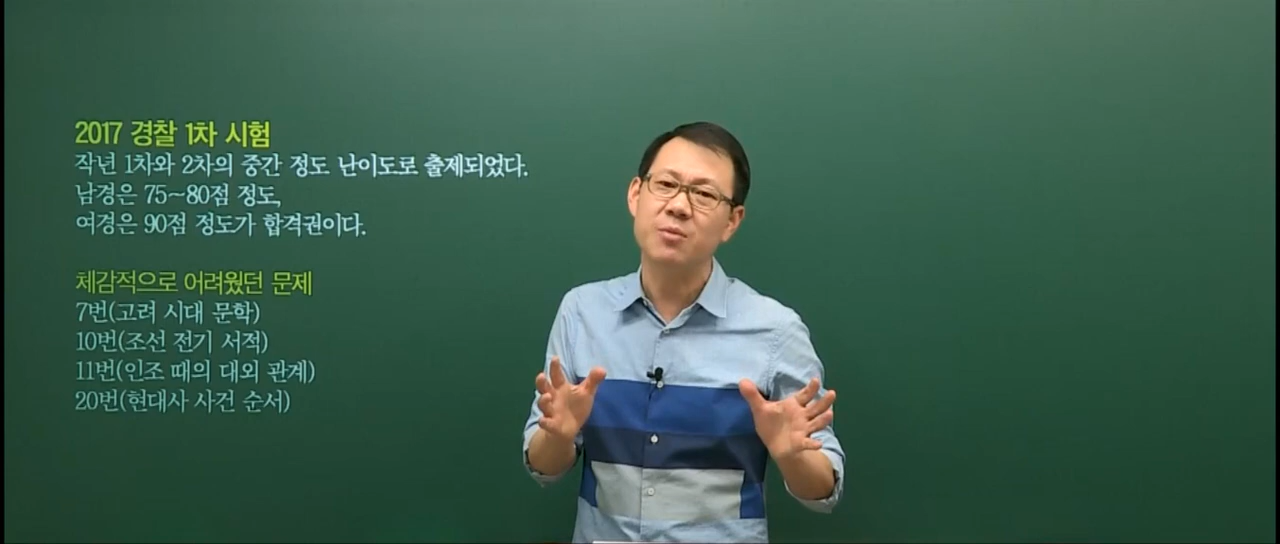 2017 경찰 1차 시험
작년 1차와 2차의 중간 정도 난이도로 출제되었다.
남경은 75~80점 정도,
여경은 90점 정도가 합격권이다.
체감적으로 어려웠던 문제
7번(고려 시대 문학)
10번(조선 전기 서적)
11번(인조 때의 대외 관계)
20번(현대사 사건 순서)